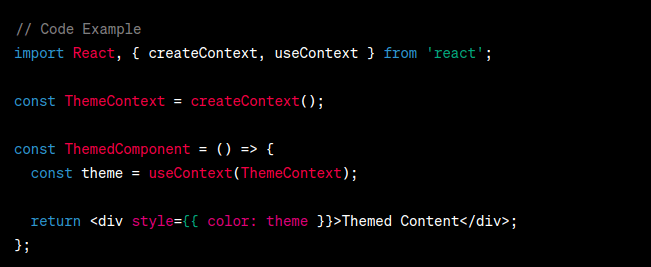 // Code Example
import React, { createContext, useContext } from 'react';
const ThemeContext = createContext();
const ThemedComponent = () => {
const theme = useContext(ThemeContext);
return <div style={{ color: theme }}>Themed Content</div>;
};